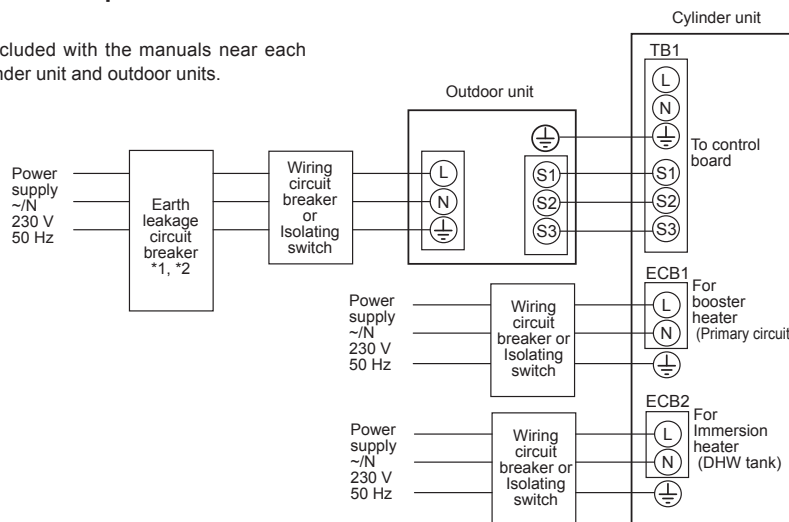 cluded with the manuals near each
nder unit and outdoor units.
Cylinder unit
TB1
L
N
To control
board
S1
S2
S3
Outdoor unit
L
N
S1
S2
S3
Power
supply
~/N
230 V
50 Hz
Earth
leakage
circuit
breaker
*1, *2
Wiring
circuit
breaker
or
Isolating
switch
Power
supply
~/N
230 V
50 Hz
Wiring
circuit
breaker or
Isolating
switch
ECB1
L
N
For
booster
heater
(Primary circuit
Power
supply
~/N
230 V
50 Hz
Wiring
circuit
breaker or
Isolating
switch
ECB2
L
N
For
Immersion
heater
(DHW tank)